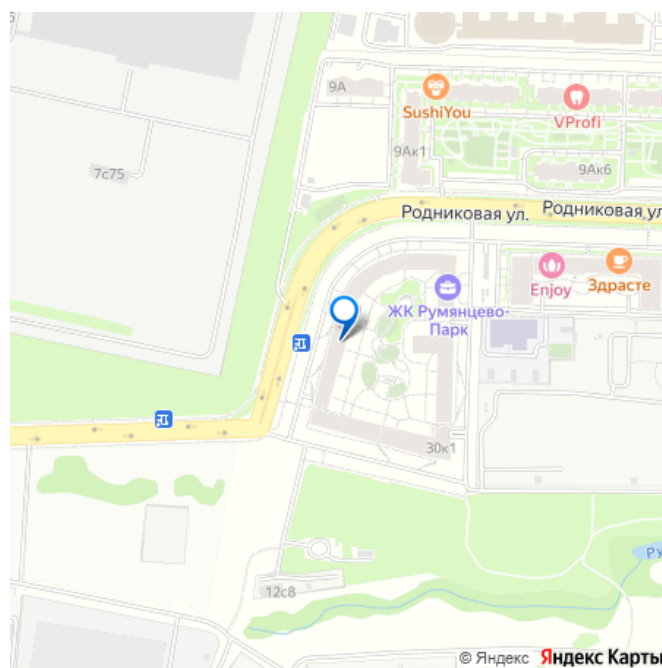 9А
SushiYou
VProfi
9Ак1
9Ак6
7с75
Родниковая ул.
Родниковая ул
Enjoy
Здрасте
ЖК Румянцево-
Парк
30к1
РУ
12с8
© Яндекс Яндекс Карты